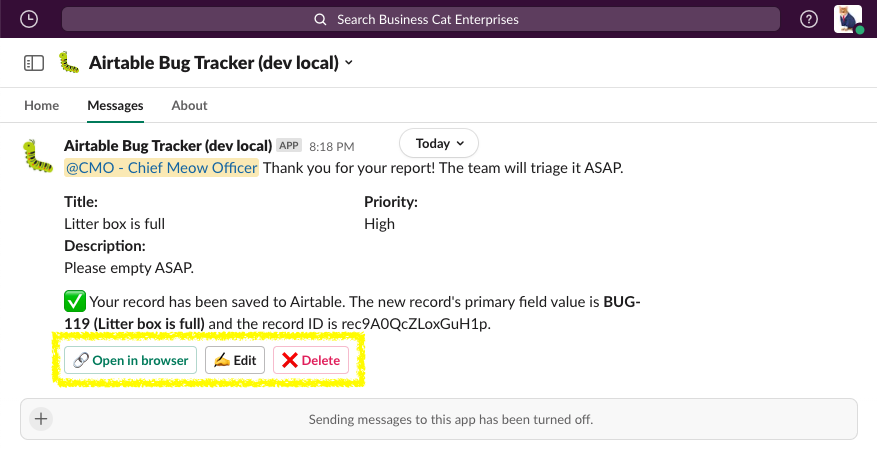 Search Business Cat Enterprises
Airtable Bug Tracker (dev local)
Home Messages About
Today
Airtable Bug Tracker (dev local) APP 8:18 PM
@CMO - Chief Meow Officer Thank you for your report! The team will triage it ASAP.
Title: Priority:
Litter box is full High
Description:
Please empty ASAP.
Your record has been saved to Airtable. The new record's primary field value is BUG-
119 (Litter box is full) and the record ID is rec9A0QcZLoxGuH1p.
Open in browser Edit Delete
Sending messages to this app has been turned off.